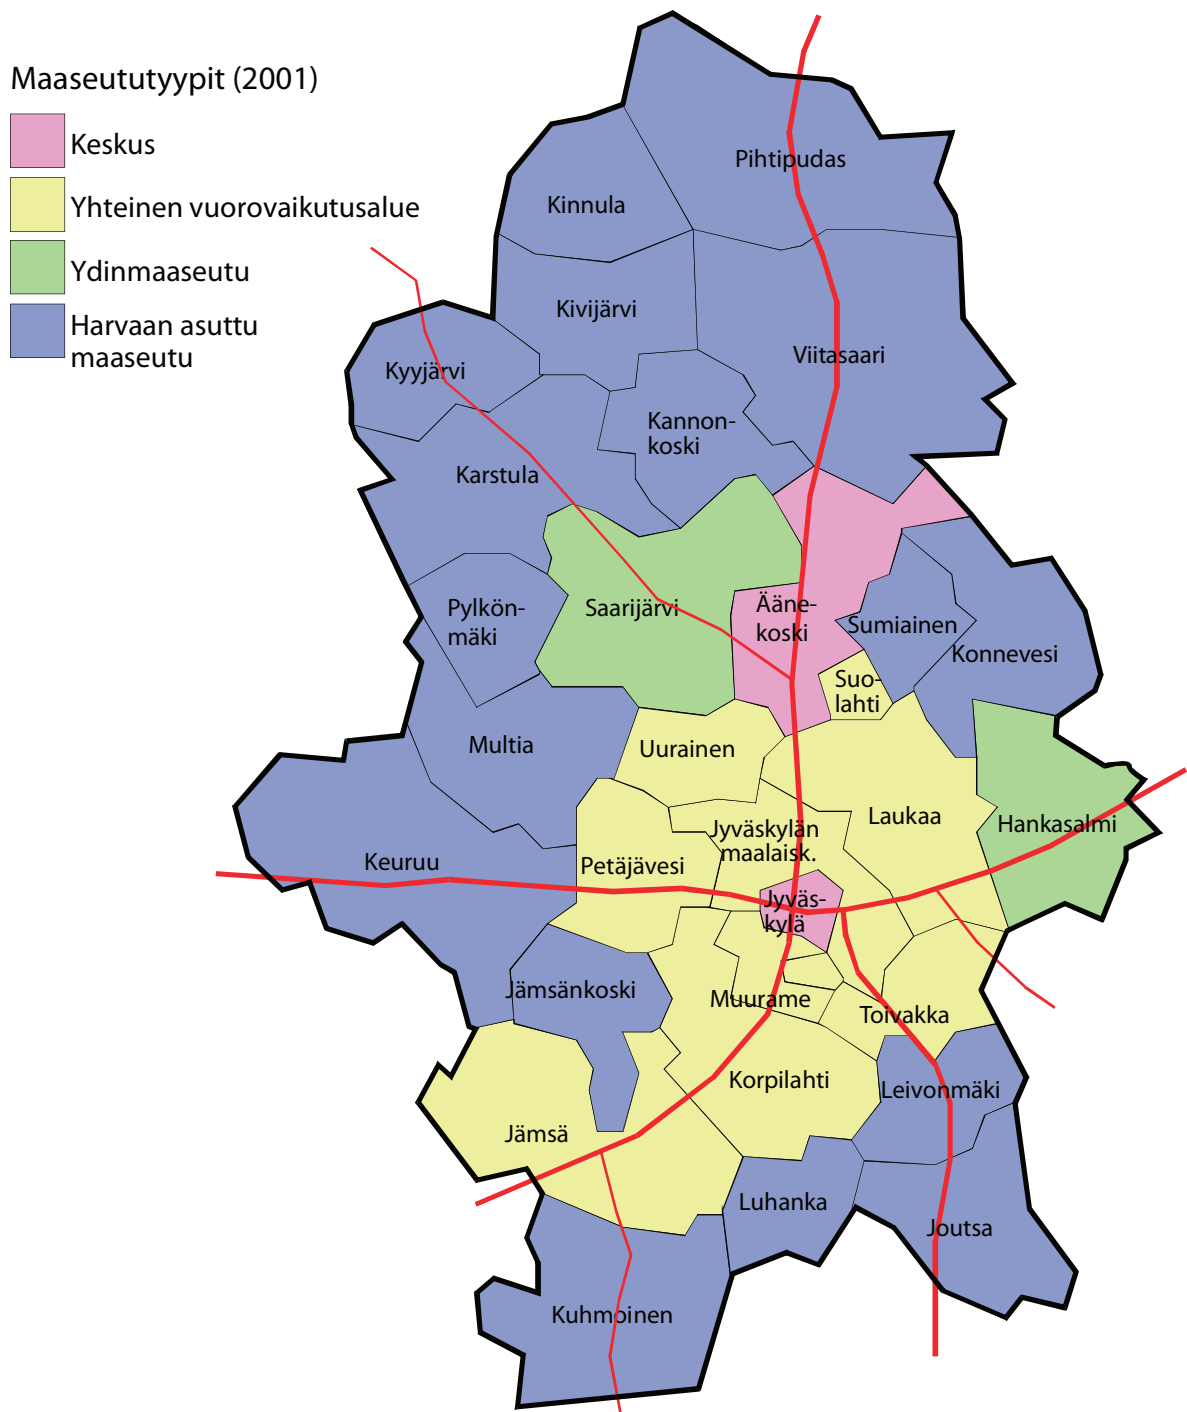 Maaseututyypit (2001)
Keskus
Yhteinen vuorovaikutusalue
Ydinmaaseutu
Harvaan asuttu
maaseutu
Pihtipudas
Kinnula
Kivijärvi
Viitasaari
Kyyjärvi
Kannon-
koski
Karstula
Saarijärvi
Ääne-
koski
Pylkön-
mäki
Sumiainen
Konnevesi
Suo-
lahti
Multia
Uurainen
Laukaa
Hankasalmi
Jyväskylän
maalaisk.
Keuruu
Petäjävesi
Jyväs-
kylä
Jämsänkoski
Muurame
Toivakka
Korpilahti
Leivonmäki
Jämsä
Luhanka
Joutsa
Kuhmoinen